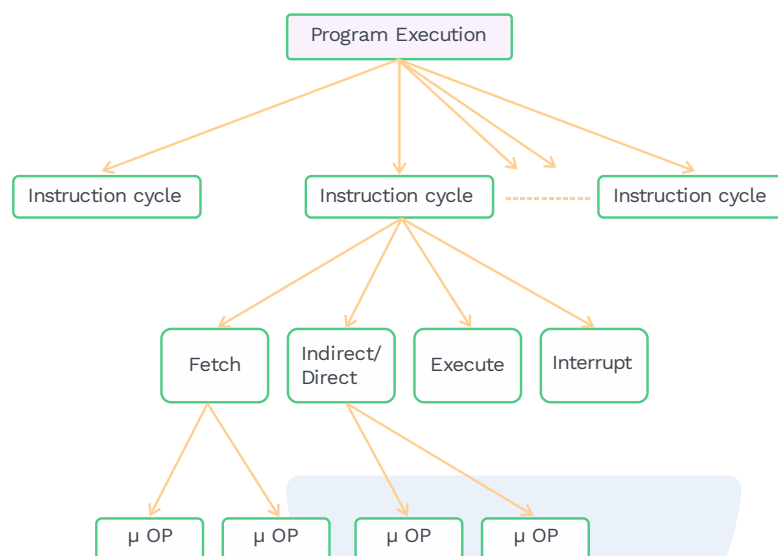 Program Execution
Instruction cycle
Instruction cycle
Instruction cycle
Fetch
Indirect/
Direct
Execute
Interrupt
μ OP
μ OP
μ OP
μ OP